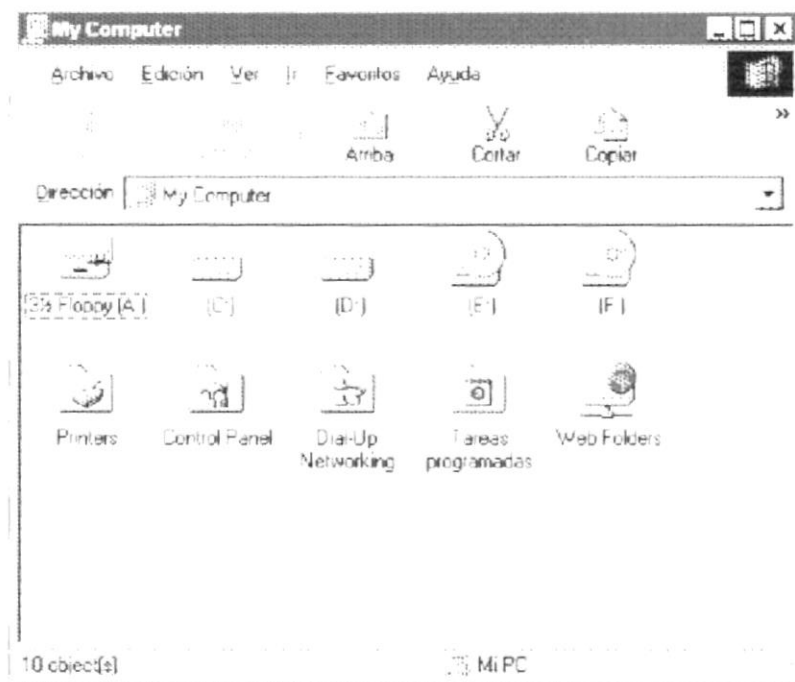 My Computer
Archivo Edición Ver Ir Favoritos Ayuda
»
Arriba Cortar Copiar
Dirección My Computer
3½ Floppy (A:) (C:) (D:) (E:) (F:)
Printers Control Panel Dial-Up Networking Tareas programadas Web Folders
10 object(s) Mi PC